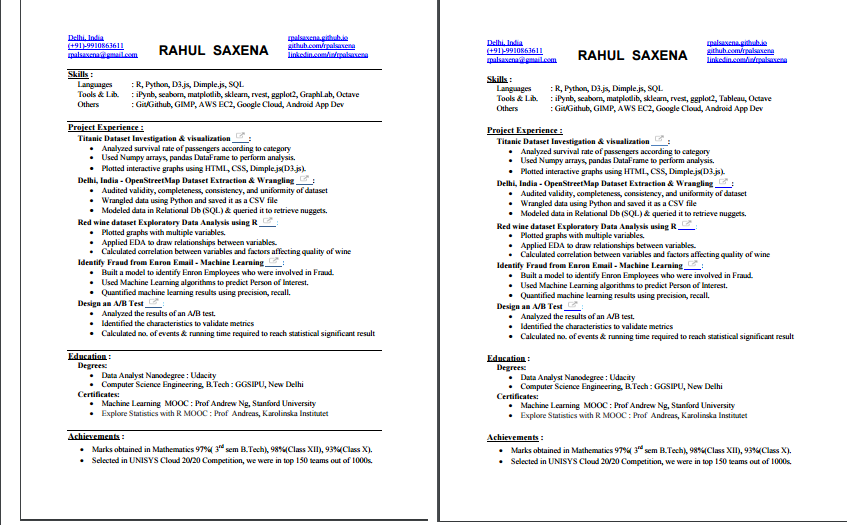 Delhi, India
(+91)-9910863611
rpalsaxena@gmail.com
RAHUL SAXENA
rpalsaxena.github.io
github.com/rpalsaxena
linkedin.com/in/rpalsaxena
Skills :
Languages : R, Python, D3.js, Dimple.js, SQL
Tools & Lib. : iPynb, seaborn, matplotlib, sklearn, rvest, ggplot2, GraphLab, Octave
Others : Git/Github, GIMP, AWS EC2, Google Cloud, Android App Dev
Project Experience :
Titanic Dataset Investigation & visualization :
• Analyzed survival rate of passengers according to category
• Used Numpy arrays, pandas DataFrame to perform analysis.
• Plotted interactive graphs using HTML, CSS, Dimple.js(D3.js).
Delhi, India - OpenStreetMap Dataset Extraction & Wrangling :
• Audited validity, completeness, consistency, and uniformity of dataset
• Wrangled data using Python and saved it as a CSV file
• Modeled data in Relational Db (SQL) & queried it to retrieve nuggets.
Red wine dataset Exploratory Data Analysis using R :
• Plotted graphs with multiple variables.
• Applied EDA to draw relationships between variables.
• Calculated correlation between variables and factors affecting quality of wine
Identify Fraud from Enron Email - Machine Learning :
• Built a model to identify Enron Employees who were involved in Fraud.
• Used Machine Learning algorithms to predict Person of Interest.
• Quantified machine learning results using precision, recall.
Design an A/B Test :
• Analyzed the results of an A/B test.
• Identified the characteristics to validate metrics
• Calculated no. of events & running time required to reach statistical significant result
Education :
Degrees:
• Data Analyst Nanodegree : Udacity
• Computer Science Engineering, B.Tech : GGSIPU, New Delhi
Certificates:
• Machine Learning MOOC : Prof Andrew Ng, Stanford University
• Explore Statistics with R MOOC : Prof Andreas, Karolinska Institutet
Achievements :
• Marks obtained in Mathematics 97%( 3rd sem B.Tech), 98%(Class XII), 93%(Class X).
• Selected in UNISYS Cloud 20/20 Competition, we were in top 150 teams out of 1000s.
Delhi, India
(+91)-9910863611
rpalsaxena@gmail.com
RAHUL SAXENA
rpalsaxena.github.io
github.com/rpalsaxena
linkedin.com/in/rpalsaxena
Skills :
Languages : R, Python, D3.js, Dimple.js, SQL
Tools & Lib. : iPynb, seaborn, matplotlib, sklearn, rvest, ggplot2, Tableau, Octave
Others : Git/Github, GIMP, AWS EC2, Google Cloud, Android App Dev
Project Experience :
Titanic Dataset Investigation & visualization :
• Analyzed survival rate of passengers according to category
• Used Numpy arrays, pandas DataFrame to perform analysis.
• Plotted interactive graphs using HTML, CSS, Dimple.js(D3.js).
Delhi, India - OpenStreetMap Dataset Extraction & Wrangling :
• Audited validity, completeness, consistency, and uniformity of dataset
• Wrangled data using Python and saved it as a CSV file
• Modeled data in Relational Db (SQL) & queried it to retrieve nuggets.
Red wine dataset Exploratory Data Analysis using R :
• Plotted graphs with multiple variables.
• Applied EDA to draw relationships between variables.
• Calculated correlation between variables and factors affecting quality of wine
Identify Fraud from Enron Email - Machine Learning :
• Built a model to identify Enron Employees who were involved in Fraud.
• Used Machine Learning algorithms to predict Person of Interest.
• Quantified machine learning results using precision, recall.
Design an A/B Test :
• Analyzed the results of an A/B test.
• Identified the characteristics to validate metrics
• Calculated no. of events & running time required to reach statistical significant result
Education :
Degrees:
• Data Analyst Nanodegree : Udacity
• Computer Science Engineering, B.Tech : GGSIPU, New Delhi
Certificates:
• Machine Learning MOOC : Prof Andrew Ng, Stanford University
• Explore Statistics with R MOOC : Prof Andreas, Karolinska Institutet
Achievements :
• Marks obtained in Mathematics 97%( 3rd sem B.Tech), 98%(Class XII), 93%(Class X).
• Selected in UNISYS Cloud 20/20 Competition, we were in top 150 teams out of 1000s.